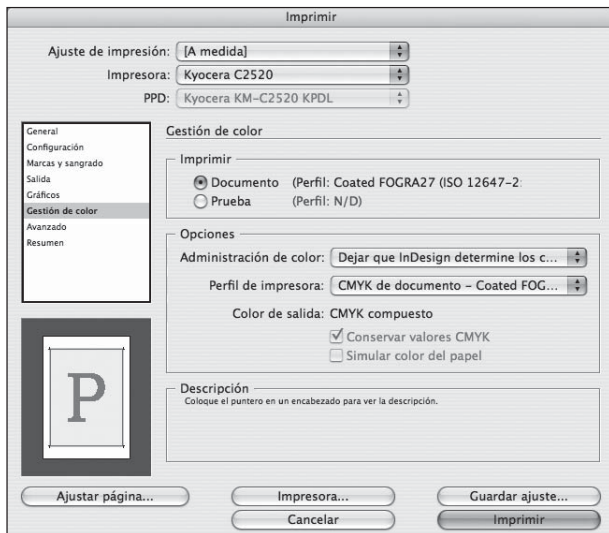 Imprimir
Ajuste de impresión: [A medida]
Impresora: Kyocera C2520
PPD: Kyocera KM-C2520 KPDL
General
Configuración
Marcas y sangrado
Salida
Gráficos
Gestión de color
Avanzado
Resumen
Gestión de color
Imprimir
Documento (Perfil: Coated FOGRA27 (ISO 12647-2:
Prueba (Perfil: N/D)
Opciones
Administración de color: Dejar que InDesign determine los c...
Perfil de impresora: CMYK de documento - Coated FOG...
Color de salida: CMYK compuesto
Conservar valores CMYK
Simular color del papel
P
Descripción
Coloque el puntero en un encabezado para ver la descripción.
Ajustar página... Impresora... Guardar ajuste...
Cancelar Imprimir